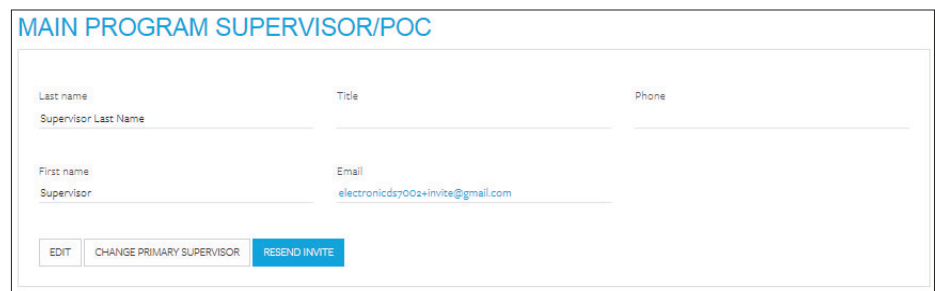 MAIN PROGRAM SUPERVISOR/POC
Last name
Title
Phone
Supervisor Last Name
First name
Email
Supervisor
electronicds7002+invite@gmail.com
EDIT
CHANGE PRIMARY SUPERVISOR
RESEND INVITE